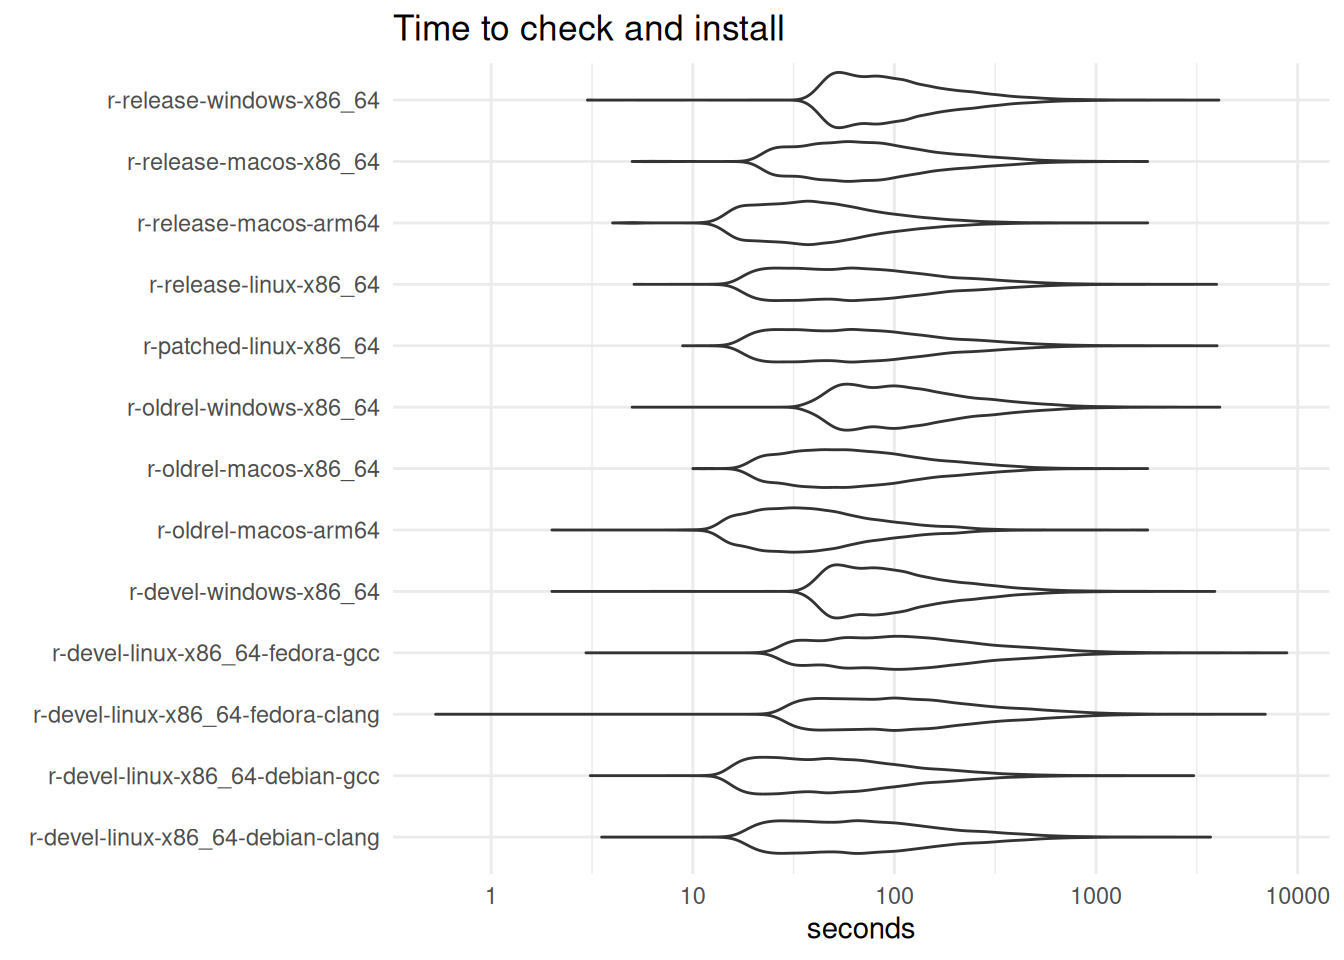 Time to check and install
r-release-windows-x86_64
r-release-macos-x86_64
r-release-macos-arm64
r-release-linux-x86_64
r-patched-linux-x86_64
r-oldrel-windows-x86_64
r-oldrel-macos-x86_64
r-oldrel-macos-arm64
r-devel-windows-x86_64
r-devel-linux-x86_64-fedora-gcc
r-devel-linux-x86_64-fedora-clang
r-devel-linux-x86_64-debian-gcc
r-devel-linux-x86_64-debian-clang
1 10 100 1000 10000
seconds